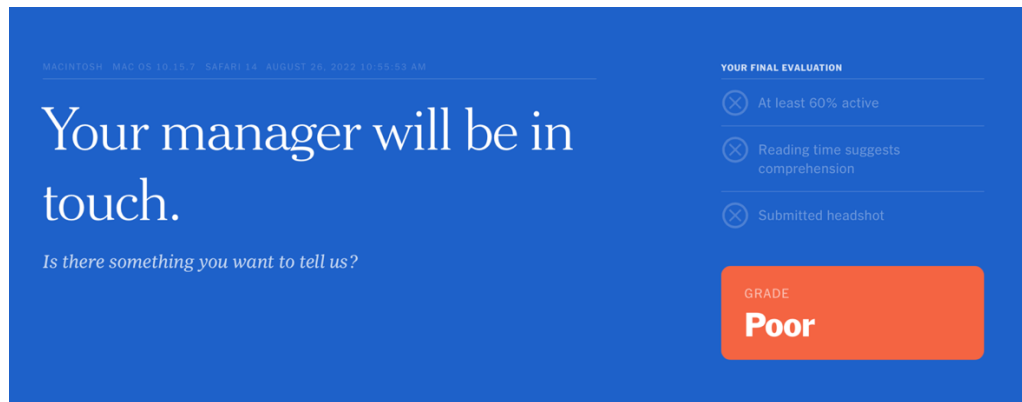 MACINTOSH MAC OS 10.15.7 SAFARI 14 AUGUST 26, 2022 10:55:53 AM
Your manager will be in
touch.
Is there something you want to tell us?
YOUR FINAL EVALUATION
At least 60% active
Reading time suggests
comprehension
Submitted headshot
GRADE
Poor